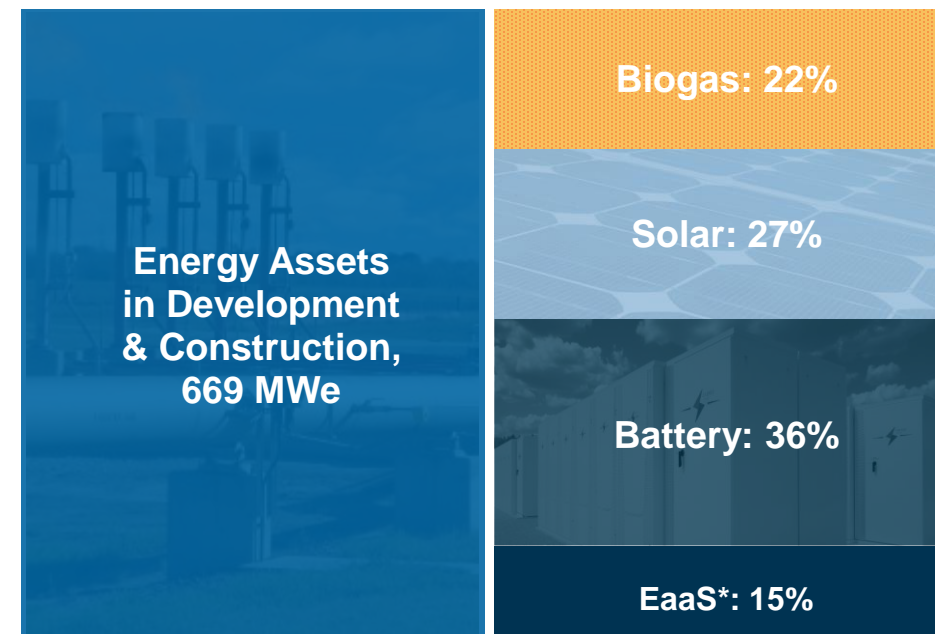 Energy Assets
in Development
& Construction,
669 MWe
Biogas: 22%
Solar: 27%
Battery: 36%
EaaS*: 15%